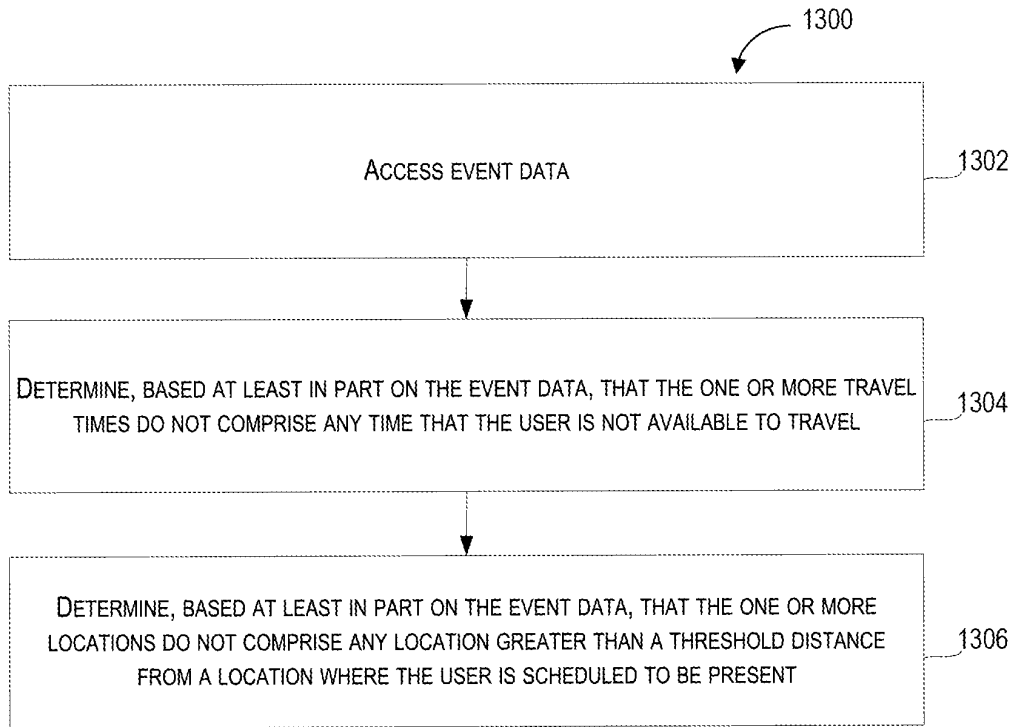 1300
ACCESS EVENT DATA
1302
DETERMINE, BASED AT LEAST IN PART ON THE EVENT DATA, THAT THE ONE OR MORE TRAVEL
TIMES DO NOT COMPRISE ANY TIME THAT THE USER IS NOT AVAILABLE TO TRAVEL
1304
DETERMINE, BASED AT LEAST IN PART ON THE EVENT DATA, THAT THE ONE OR MORE
LOCATIONS DO NOT COMPRISE ANY LOCATION GREATER THAN A THRESHOLD DISTANCE
FROM A LOCATION WHERE THE USER IS SCHEDULED TO BE PRESENT
1306